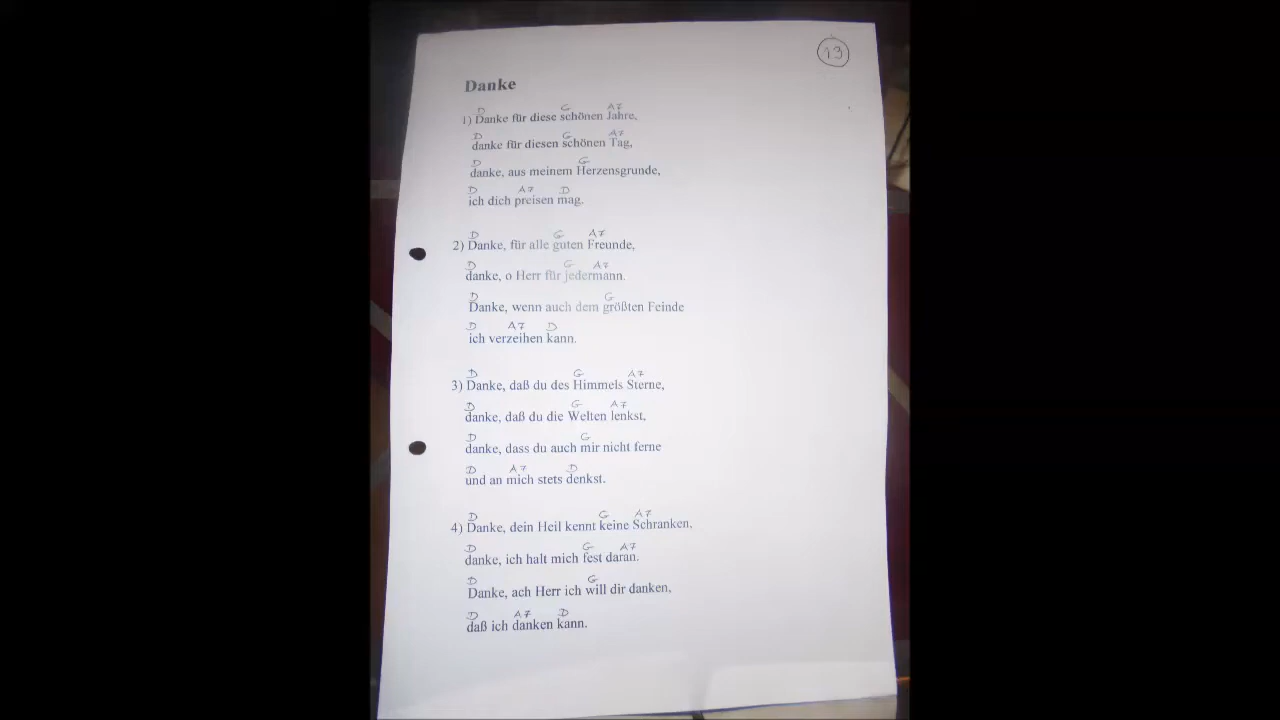 13
Danke
D G A7
1) Danke für diese schönen Jahre,
D G A7
danke für diesen schönen Tag,
D G
danke, aus meinem Herzensgrunde,
D A7 D
ich dich preisen mag.
D G A7
2) Danke, für alle guten Freunde,
D G A7
danke, o Herr für jedermann.
D G
Danke, wenn auch dem größten Feinde
D A7 D
ich verzeihen kann.
D G A7
3) Danke, daß du des Himmels Sterne,
D G A7
danke, daß du die Welten lenkst,
D G
danke, dass du auch mir nicht ferne
D A7 D
und an mich stets denkst.
D G A7
4) Danke, dein Heil kennt keine Schranken,
D G A7
danke, ich halt mich fest daran.
D G
Danke, ach Herr ich will dir danken,
D A7 D
daß ich danken kann.